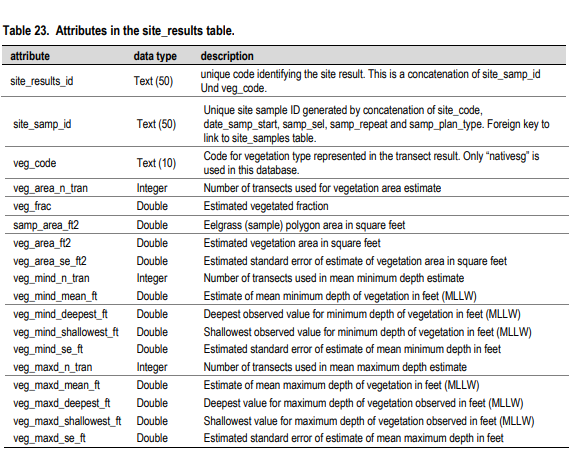 Table 23. Attributes in the site_results table.
attribute data type description
site_results_id Text (50) unique code identifying the site result. This is a concatenation of site_samp_id
Und veg_code.
site_samp_id Text (50) Unique site sample ID generated by concatenation of site_code,
date_samp_start, samp_sel, samp_repeat and samp_plan_type. Foreign key to
link to site_samples table.
veg_code Text (10) Code for vegetation type represented in the transect result. Only “nativesg” is
used in this database.
veg_area_n_tran Integer Number of transects used for vegetation area estimate
veg_frac Double Estimated vegetated fraction
samp_area_ft2 Double Eelgrass (sample) polygon area in square feet
veg_area_ft2 Double Estimated vegetation area in square feet
veg_area_se_ft2 Double Estimated standard error of estimate of vegetation area in square feet
veg_mind_n_tran Integer Number of transects used in mean minimum depth estimate
veg_mind_mean_ft Double Estimate of mean minimum depth of vegetation in feet (MLLW)
veg_mind_deepest_ft Double Deepest observed value for minimum depth of vegetation in feet (MLLW)
veg_mind_shallowest_ft Double Shallowest observed value for minimum depth of vegetation in feet (MLLW)
veg_mind_se_ft Double Estimated standard error of estimate of mean minimum depth in feet
veg_maxd_n_tran Integer Number of transects used in mean maximum depth estimate
veg_maxd_mean_ft Double Estimate of mean maximum depth of vegetation in feet (MLLW)
veg_maxd_deepest_ft Double Deepest value for maximum depth of vegetation observed in feet (MLLW)
veg_maxd_shallowest_ft Double Shallowest value for maximum depth of vegetation observed in feet (MLLW)
veg_maxd_se_ft Double Estimated standard error of estimate of mean maximum depth in feet